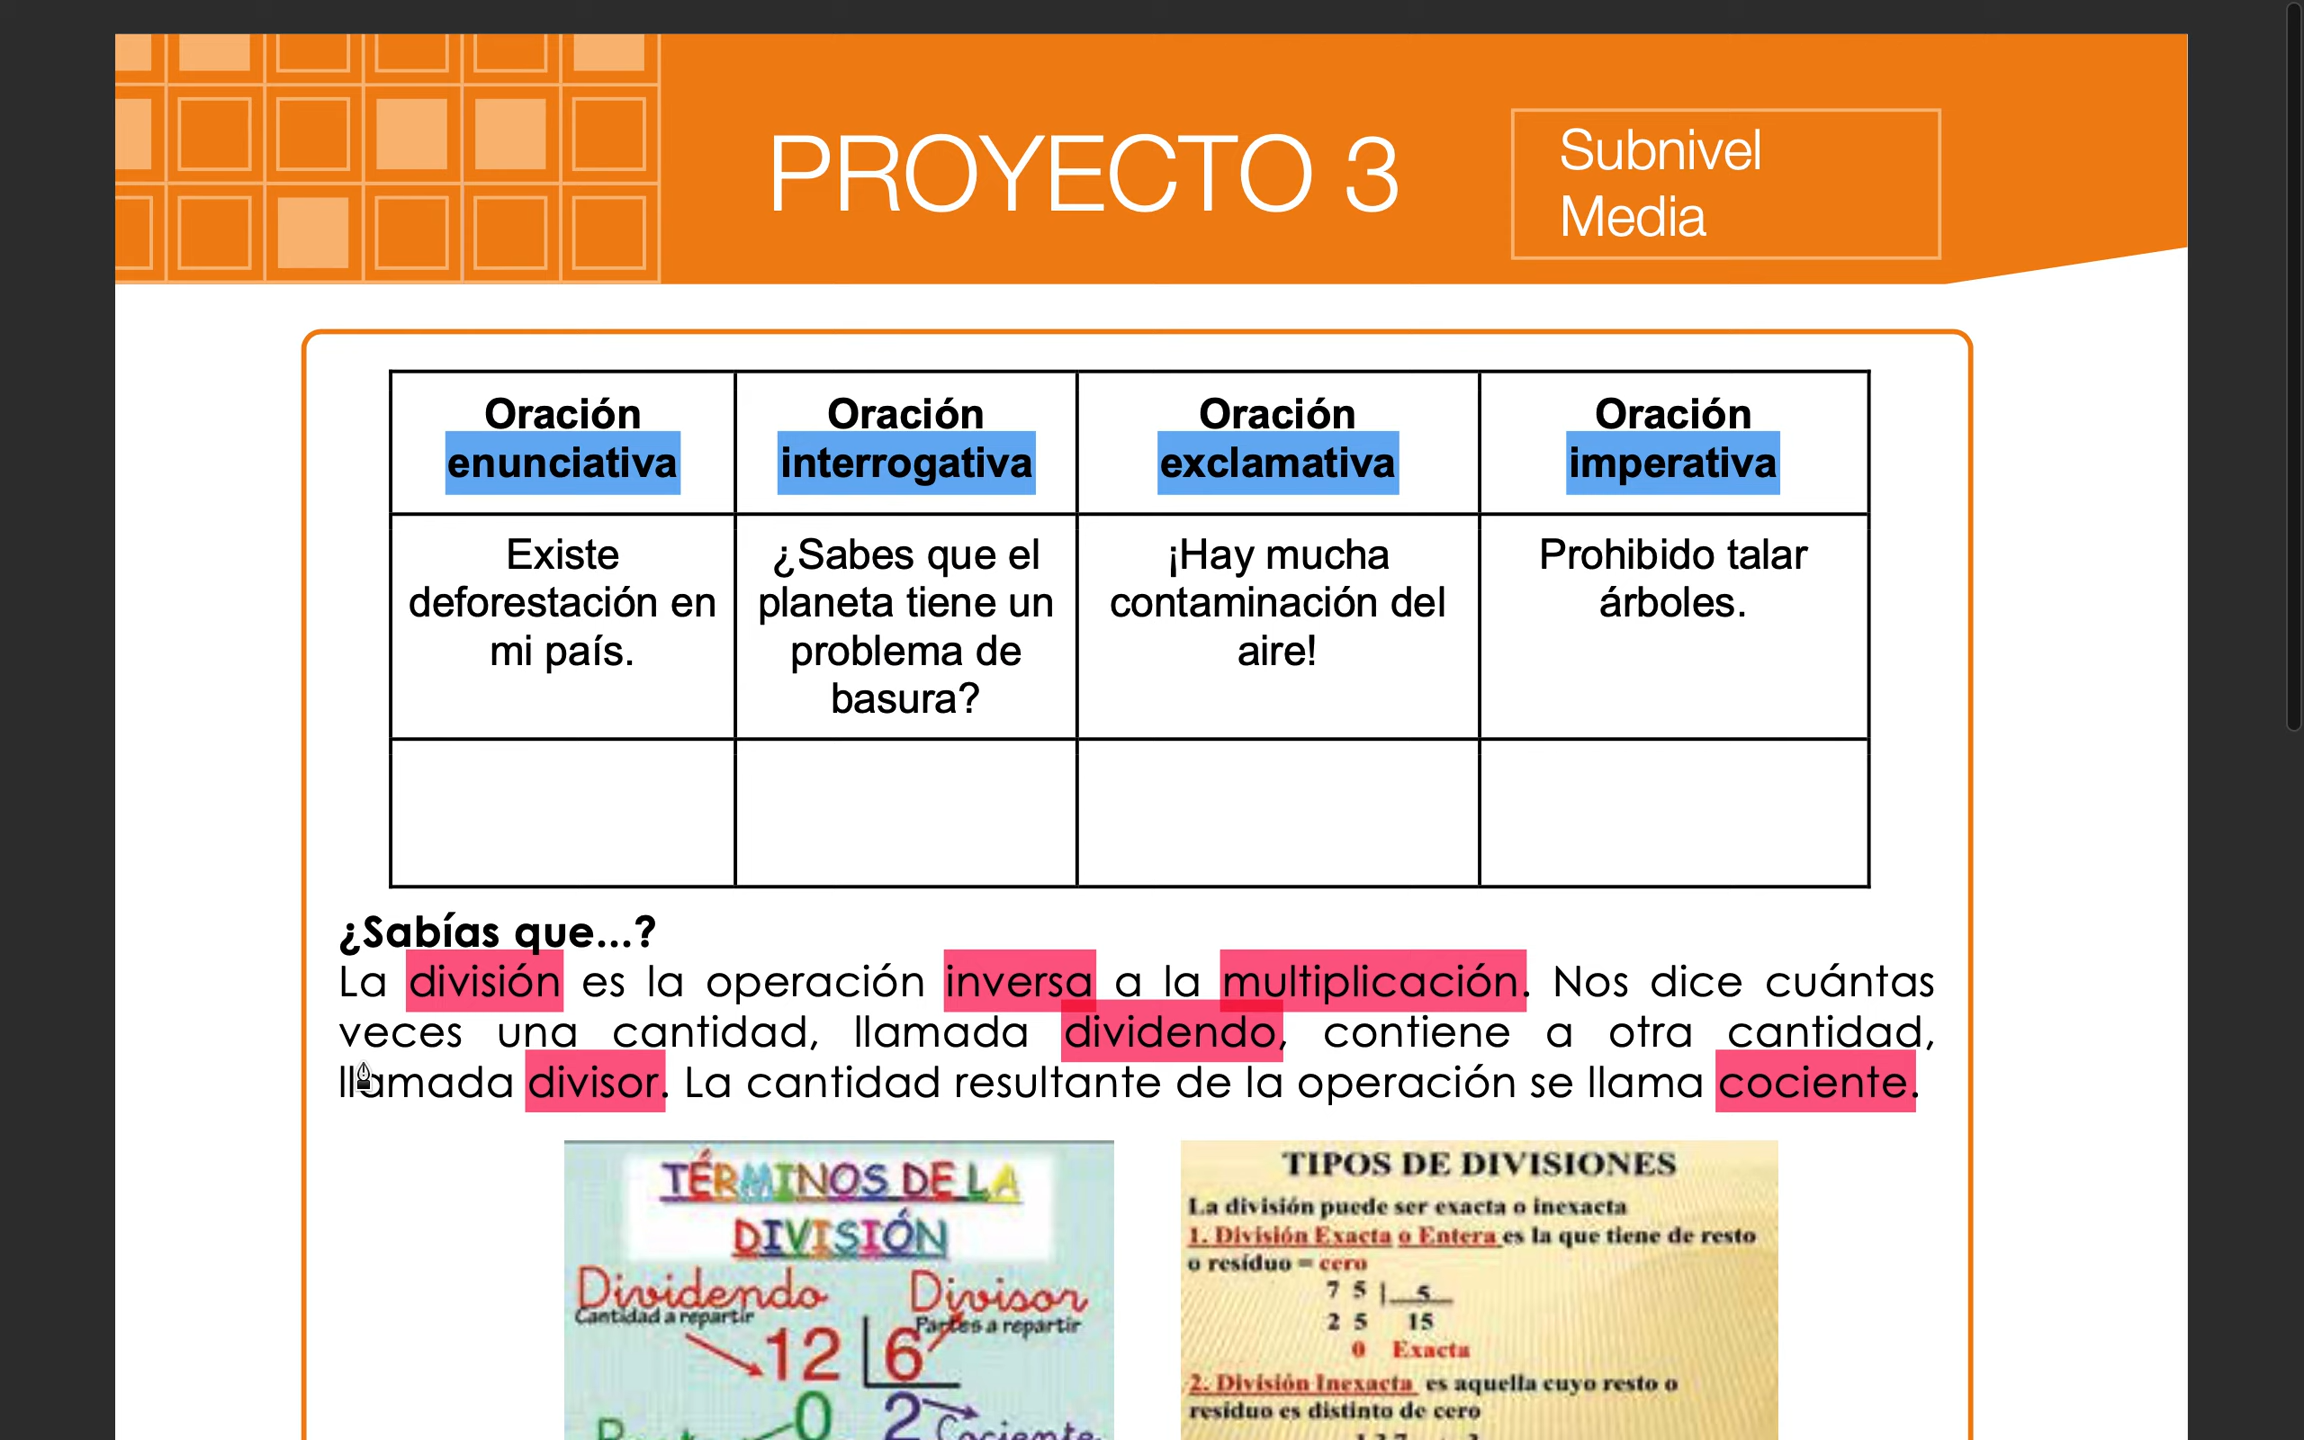 PROYECTO 3
Subnivel
Media
Oración
enunciativa
Oración
interrogativa
Oración
exclamativa
Oración
imperativa
Existe
deforestación en
mi país.
¿Sabes que el
planeta tiene un
problema de
basura?
¡Hay mucha
contaminación del
aire!
Prohibido talar
árboles.
¿Sabías que...?
La división es la operación inversa a la multiplicación. Nos dice cuántas
veces una cantidad, llamada dividendo, contiene a otra cantidad,
llamada divisor. La cantidad resultante de la operación se llama cociente.
TÉRMINOS DE LA
DIVISIÓN
Dividendo
Cantidad a repartir
Divisor
Partes a repartir
12 6
0 2
Cociente
TIPOS DE DIVISIONES
La división puede ser exacta o inexacta
1. División Exacta o Entera es la que tiene de resto
o resíduo = cero
7 5 5
2 5 15
0 Exacta
2. División Inexacta es aquella cuyo resto o
resíduo es distinto de cero